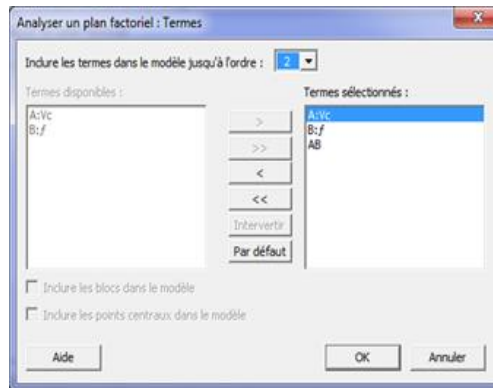 Analyser un plan factoriel : Termes
Inclure les termes dans le modèle jusqu'à l'ordre : 2
Termes disponibles :
A:Vc
B:f
>
>>
<
<<
Intervertir
Par défaut
Termes sélectionnés :
A:Vc
B:f
AB
Inclure les blocs dans le modèle
Inclure les points centraux dans le modèle
Aide
OK
Annuler